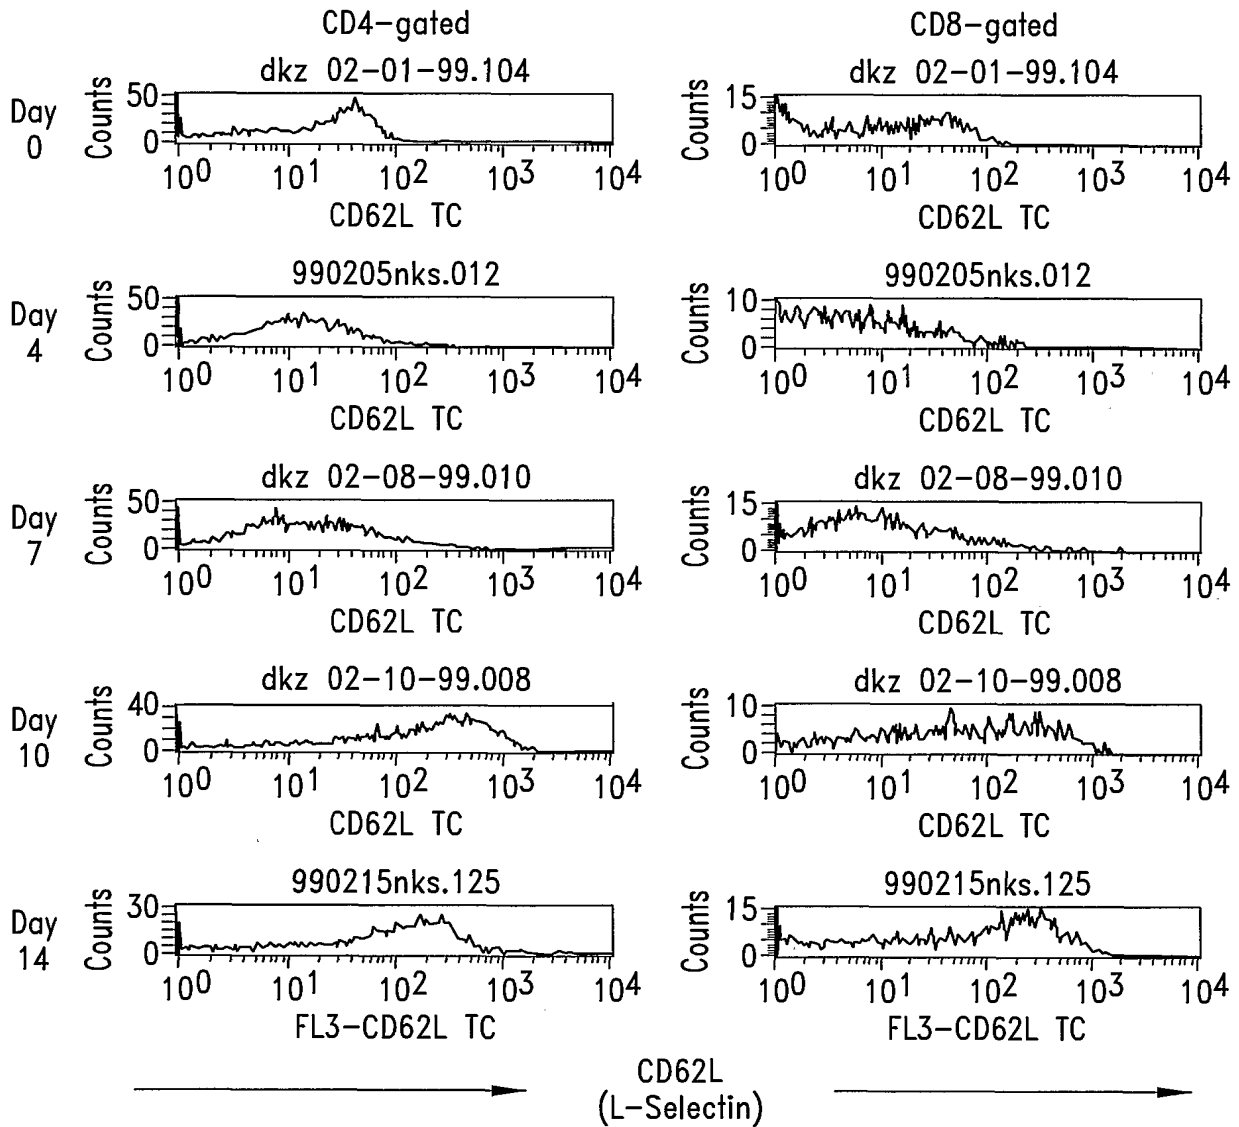 CD4-gated
CD8-gated
dkz 02-01-99.104
dkz 02-01-99.104
Day
0
Counts
50
0
10^0 10^1 10^2 10^3 10^4
CD62L TC
Counts
15
0
10^0 10^1 10^2 10^3 10^4
CD62L TC
990205nks.012
990205nks.012
Day
4
Counts
50
0
10^0 10^1 10^2 10^3 10^4
CD62L TC
Counts
10
0
10^0 10^1 10^2 10^3 10^4
CD62L TC
dkz 02-08-99.010
dkz 02-08-99.010
Day
7
Counts
50
0
10^0 10^1 10^2 10^3 10^4
CD62L TC
Counts
15
0
10^0 10^1 10^2 10^3 10^4
CD62L TC
dkz 02-10-99.008
dkz 02-10-99.008
Day
10
Counts
40
0
10^0 10^1 10^2 10^3 10^4
CD62L TC
Counts
10
0
10^0 10^1 10^2 10^3 10^4
CD62L TC
990215nks.125
990215nks.125
Day
14
Counts
30
0
10^0 10^1 10^2 10^3 10^4
FL3-CD62L TC
Counts
15
0
10^0 10^1 10^2 10^3 10^4
FL3-CD62L TC
CD62L
(L-Selectin)